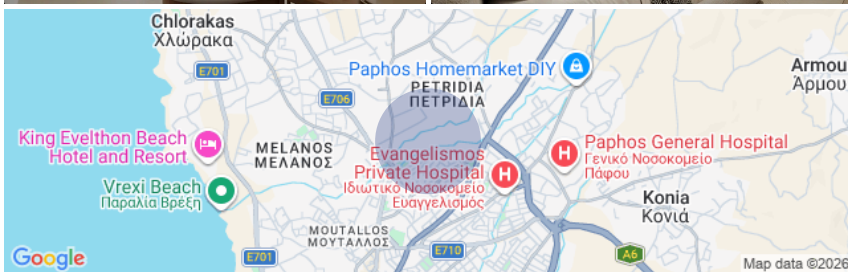 Chlorakas
Χλώρακα
E701
Paphos Homemarket DIY
Armou
Άρμου
PETRIDIA
ΠΕΤΡΙΔΙΑ
E706
King Evelthon Beach
Hotel and Resort
MELANOS
ΜΕΛΑΝΟΣ
Evangelismos
Private Hospital
Ιδιωτικό Νοσοκομείο
Ευαγγελισμός
H
H
Paphos General Hospital
Γενικό Νοσοκομείο
Πάφου
Vrexi Beach
Παραλία Βρέξη
Konia
Κονιά
MOUTALLOS
ΜΟΥΤΑΛΛΟΣ
E701
E710
A6
Google
Map data ©2026